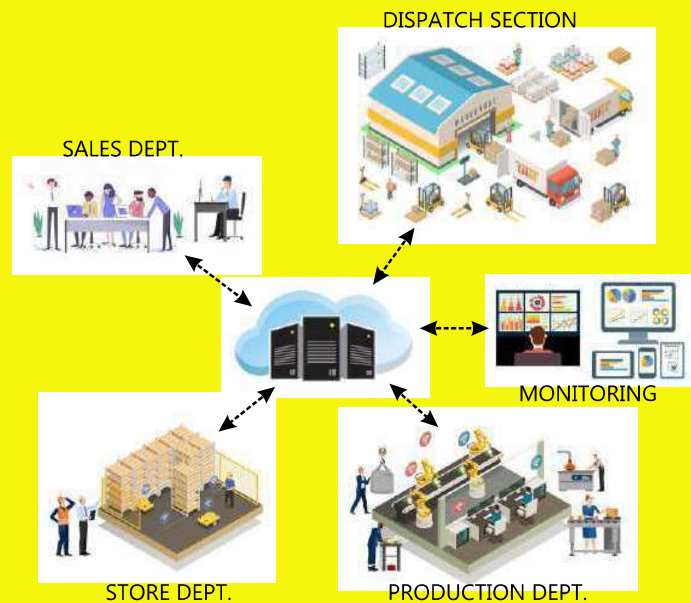 DISPATCH SECTION
SALES DEPT.
MONITORING
STORE DEPT.
PRODUCTION DEPT.